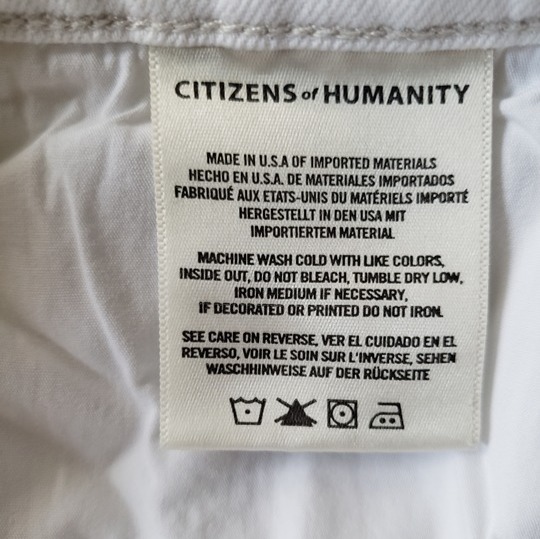 CITIZENS of HUMANITY
MADE IN U.S.A OF IMPORTED MATERIALS
HECHO EN U.S.A. DE MATERIALES IMPORTADOS
FABRIQUÉ AUX ETATS-UNIS DU MATÉRIELS IMPORTÉ
HERGESTELLT IN DEN USA MIT
IMPORTIERTEM MATERIAL
MACHINE WASH COLD WITH LIKE COLORS,
INSIDE OUT, DO NOT BLEACH, TUMBLE DRY LOW,
IRON MEDIUM IF NECESSARY,
IF DECORATED OR PRINTED DO NOT IRON.
SEE CARE ON REVERSE, VER EL CUIDADO EN EL
REVERSO, VOIR LE SOIN SUR L'INVERSE, SEHEN
WASCHHINWEISE AUF DER RÜCKSEITE